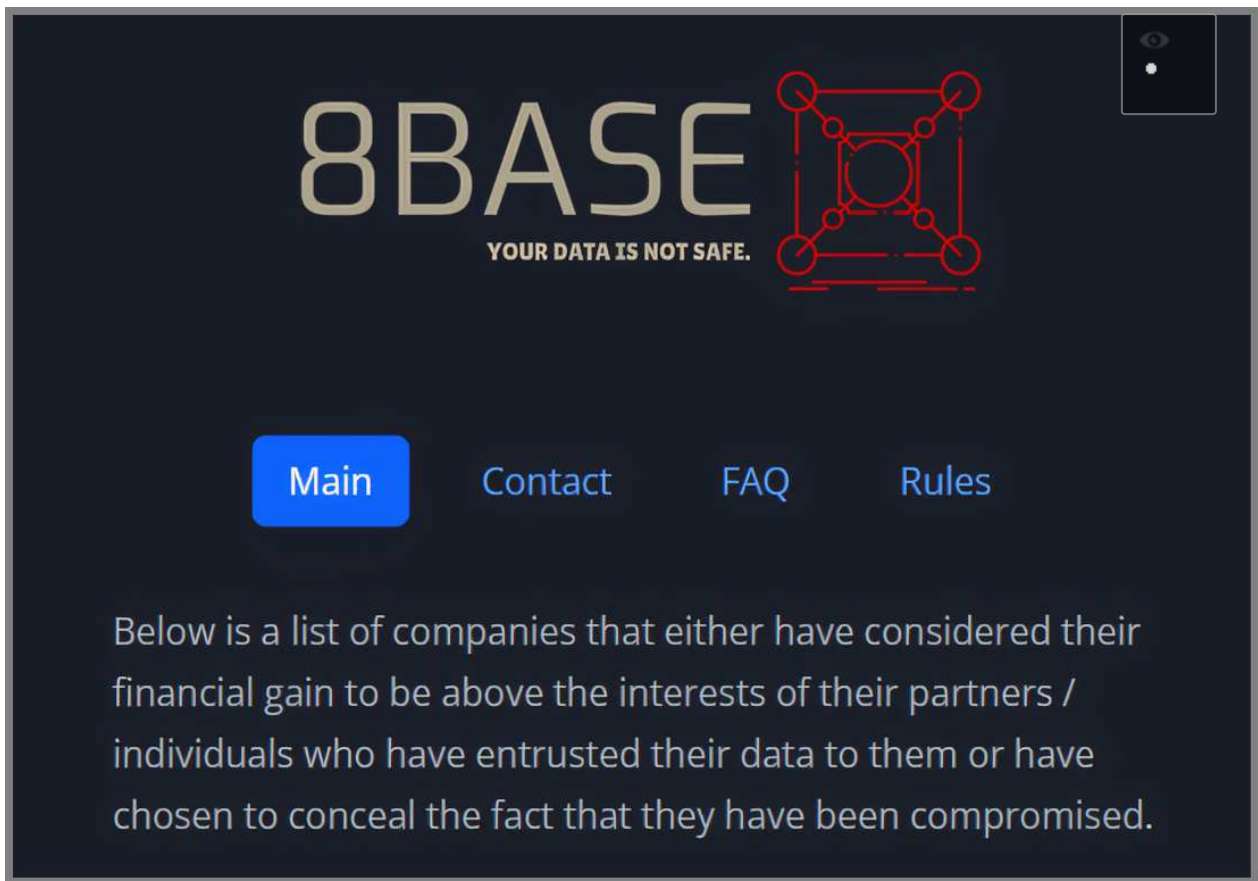 8BASE
YOUR DATA IS NOT SAFE.
Main Contact FAQ Rules
Below is a list of companies that either have considered their
financial gain to be above the interests of their partners /
individuals who have entrusted their data to them or have
chosen to conceal the fact that they have been compromised.